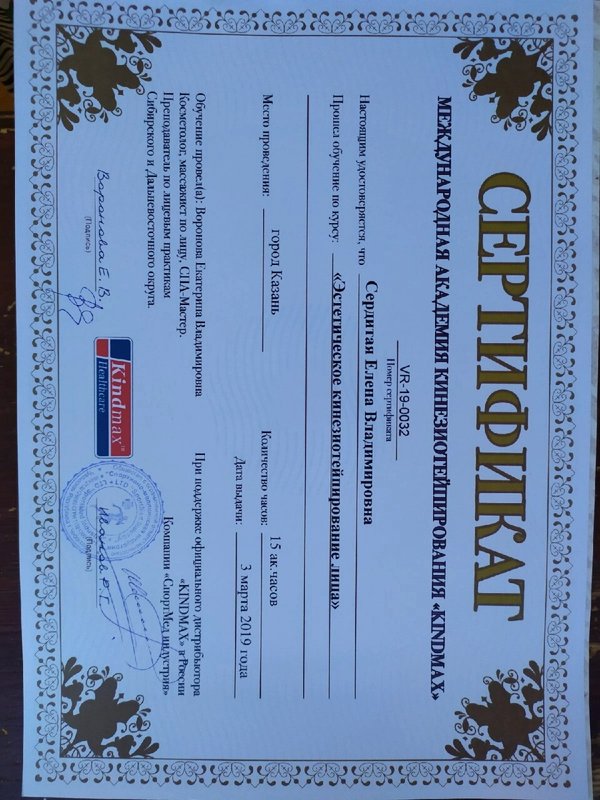 СЕРТИФИКАТ
МЕЖДУНАРОДНАЯ АКАДЕМИЯ КИНЕЗИОТЕЙПИРОВАНИЯ «KINDMAX»
VR-19-0032
Номер сертификата
Настоящим удостоверяется, что Сердитая Елена Владимировна
Прошел обучение по курсу: «Эстетическое кинезиотейпирование лица»
Место проведения: город Казань
Количество часов: 15 ак.часов
Дата выдачи: 3 марта 2019 года
Обучение провел(а): Воронова Екатерина Владимировна
Косметолог, массажист по лицу, СПА-Мастер.
Преподаватель по лицевым практикам
Сибирского и Дальневосточного округа.
При поддержке официального дистрибьютора
«KINDMAX» в России
Компании «СпортМед индустрия»
Воронова Е.В.
(Подпись)
Kindmax™
Healthcare
(Подпись)